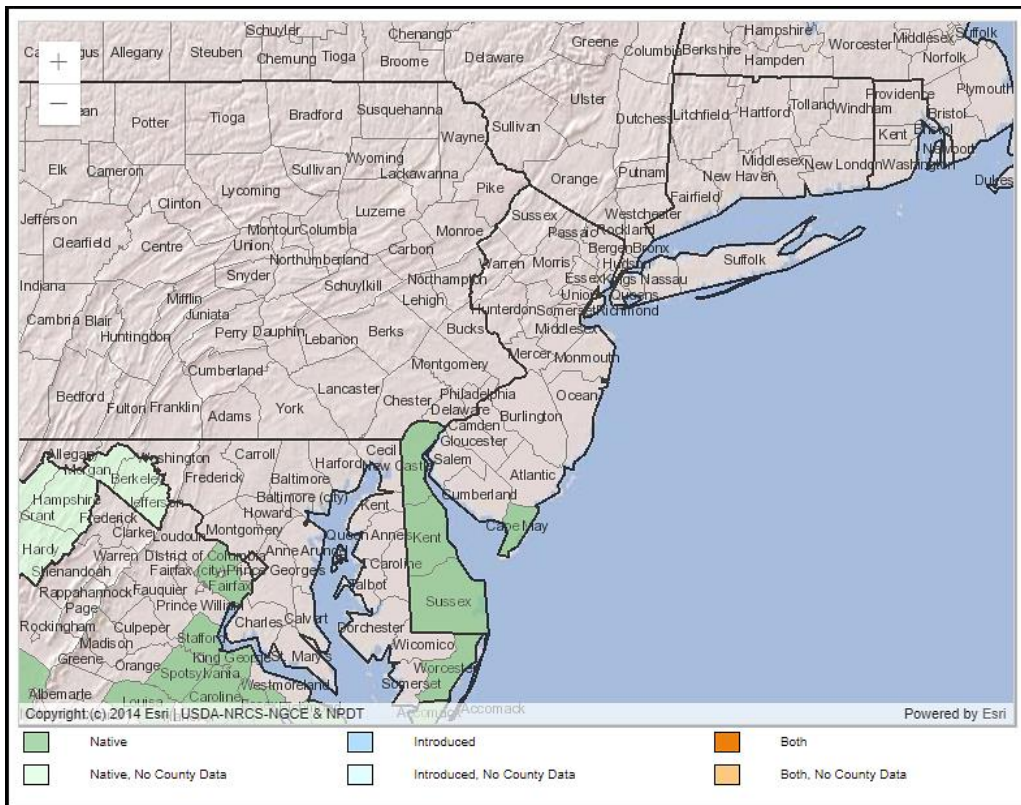 Schuyler Chenango Greene Hampshire Middlesex Suffolk
Allegany Steuben Chemung Tioga Broome Delaware Columbia Berkshire Hampden Worcester Norfolk
+
−
Potter Tioga Bradford Susquehanna Ulster Dutchess Litchfield Hartford Tolland Windham Providence Plymouth
Wayne Sullivan Kent Bristol Bristol
Elk Cameron Sullivan Wyoming Lackawanna Pike Orange Putnam Middlesex New Haven New London Washington Newport Dukes
Clinton Lycoming Luzerne Sussex Westchester Fairfield
Jefferson Clearfield Centre Montour Columbia Union Monroe Passaic Rockland
Northumberland Carbon Warren Morris Bergen Bronx Hudson Suffolk
Indiana Snyder Schuylkill Northampton Essex Kings Nassau
Mifflin Juniata Lehigh Hunterdon Somerset Union Queens Richmond
Cambria Blair Huntingdon Perry Dauphin Lebanon Berks Bucks Middlesex
Cumberland Montgomery Mercer Monmouth
Bedford Fulton Franklin Adams York Lancaster Chester Philadelphia Delaware Ocean
Camden Burlington
Gloucester
Allegany Washington Carroll Harford Cecil New Castle Salem Atlantic
Morgan Berkeley Frederick Baltimore Cumberland
Hampshire Jefferson Baltimore (city) Kent
Grant Frederick Clarke Loudoun Howard Montgomery Queen Annes Kent Cape May
Hardy Warren District of Columbia Anne Arundel
Shenandoah Fairfax (city) Prince Georges Caroline
Rappahannock Fauquier Fairfax Talbot
Page Prince William Sussex
Rockingham Culpeper Charles Calvert Dorchester
Madison Stafford Wicomico
Greene Orange King George St. Mary's Worcester
Spotsylvania Somerset
Albemarle Louisa Caroline Westmoreland
Accomack Accomack
Copyright (c) 2014 Esri | USDA-NRCS-NGCE & NPDT
Powered by Esri
Native Introduced Both
Native, No County Data Introduced, No County Data Both, No County Data